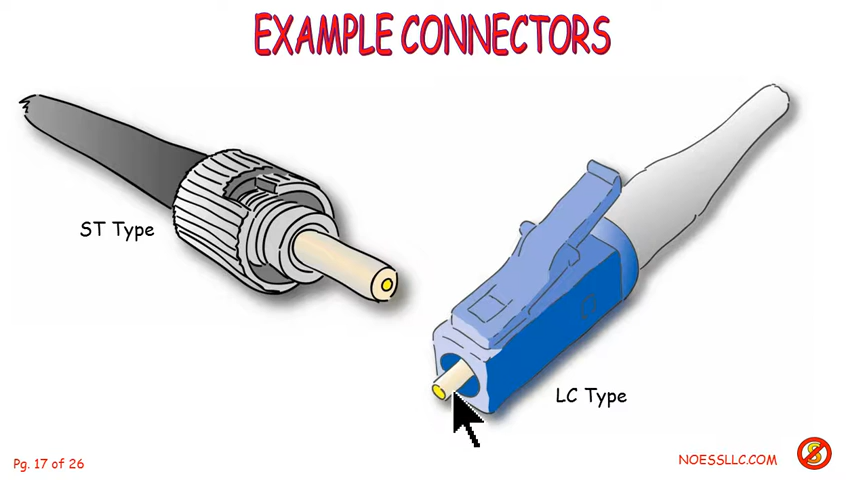 EXAMPLE CONNECTORS
ST Type
LC Type
Pg. 17 of 26
NOESSLLC.COM
S